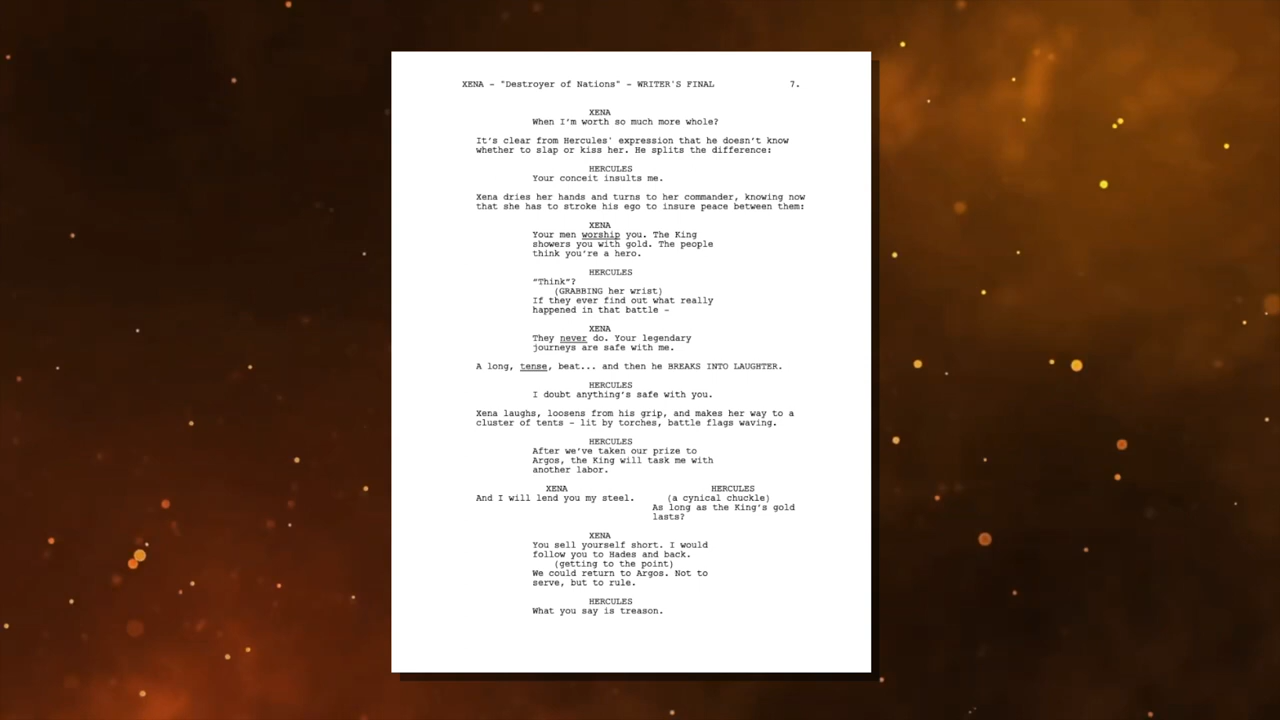 XENA - "Destroyer of Nations" - WRITER'S FINAL 7.
XENA
When I'm worth so much more whole?
It's clear from Hercules' expression that he doesn't know
whether to slap or kiss her. He splits the difference:
HERCULES
Your conceit insults me.
Xena dries her hands and turns to her commander, knowing now
that she has to stroke his ego to insure peace between them:
XENA
Your men worship you. The King
showers you with gold. The people
think you're a hero.
HERCULES
"Think"?
(GRABBING her wrist)
If they ever find out what really
happened in that battle -
XENA
They never do. Your legendary
journeys are safe with me.
A long, tense, beat... and then he BREAKS INTO LAUGHTER.
HERCULES
I doubt anything's safe with you.
Xena laughs, loosens from his grip, and makes her way to a
cluster of tents - lit by torches, battle flags waving.
HERCULES
After we've taken our prize to
Argos, the King will task me with
another labor.
XENA
And I will lend you my steel.
HERCULES
(a cynical chuckle)
As long as the King's gold
lasts?
XENA
You sell yourself short. I would
follow you to Hades and back.
(getting to the point)
We could return to Argos. Not to
serve, but to rule.
HERCULES
What you say is treason.